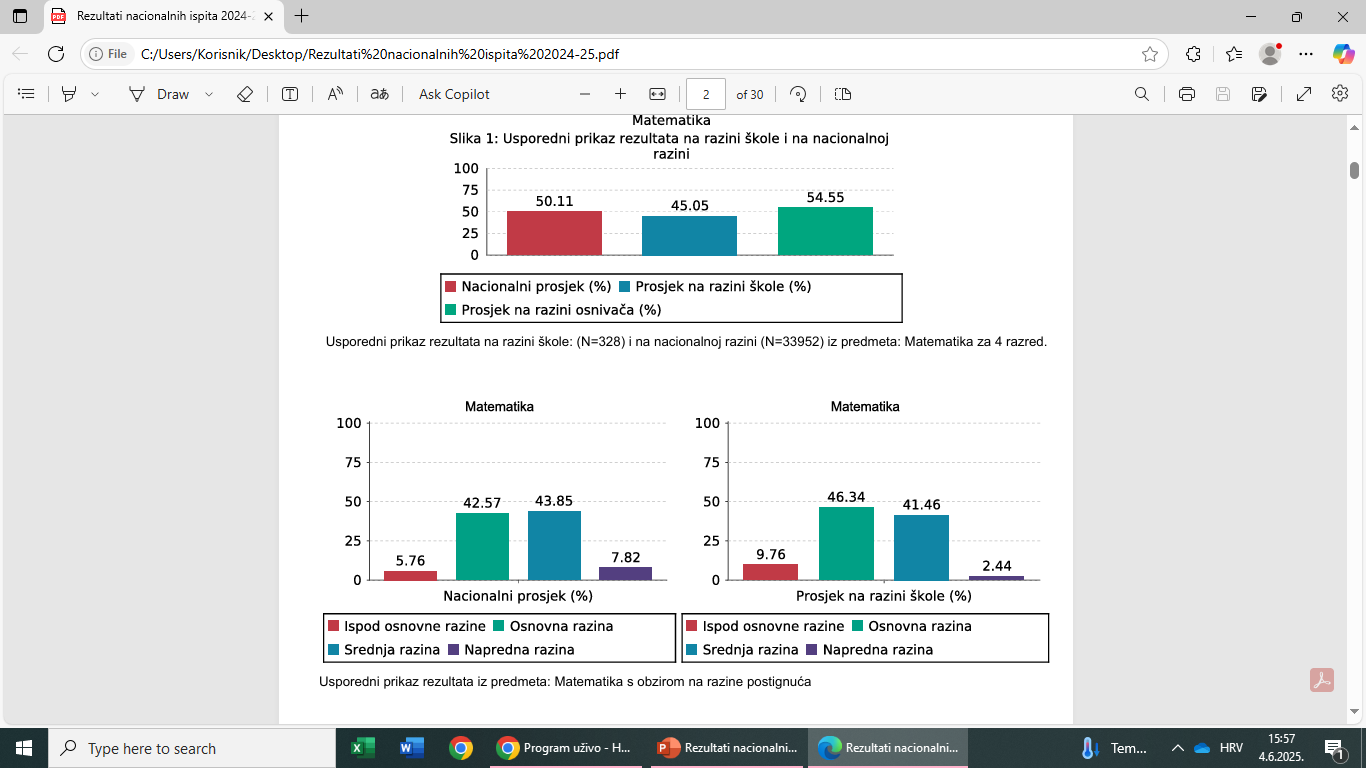 Rezultati nacionalnih ispita 2024-2
File
C:/Users/Korisnik/Desktop/Rezultati%20nacionalnih%20ispita%202024-25.pdf
Draw
Ask Copilot
2 of 30
Matematika
Slika 1: Usporedni prikaz rezultata na razini škole i na nacionalnoj
razini
100
75
50
25
0
50.11
45.05
54.55
Nacionalni prosjek (%) Prosjek na razini škole (%)
Prosjek na razini osnivača (%)
Usporedni prikaz rezultata na razini škole: (N=328) i na nacionalnoj razini (N=33952) iz predmeta: Matematika za 4 razred.
Matematika
100
75
50
25
0
5.76
42.57
43.85
7.82
Nacionalni prosjek (%)
Ispod osnovne razine Osnovna razina
Srednja razina Napredna razina
Matematika
100
75
50
25
0
9.76
46.34
41.46
2.44
Prosjek na razini škole (%)
Ispod osnovne razine Osnovna razina
Srednja razina Napredna razina
Usporedni prikaz rezultata iz predmeta: Matematika s obzirom na razine postignuća
Type here to search
Program uživo - H...
Rezultati nacionalni...
Rezultati nacionalni...
Tem...
HRV
15:57
4.6.2025.
1